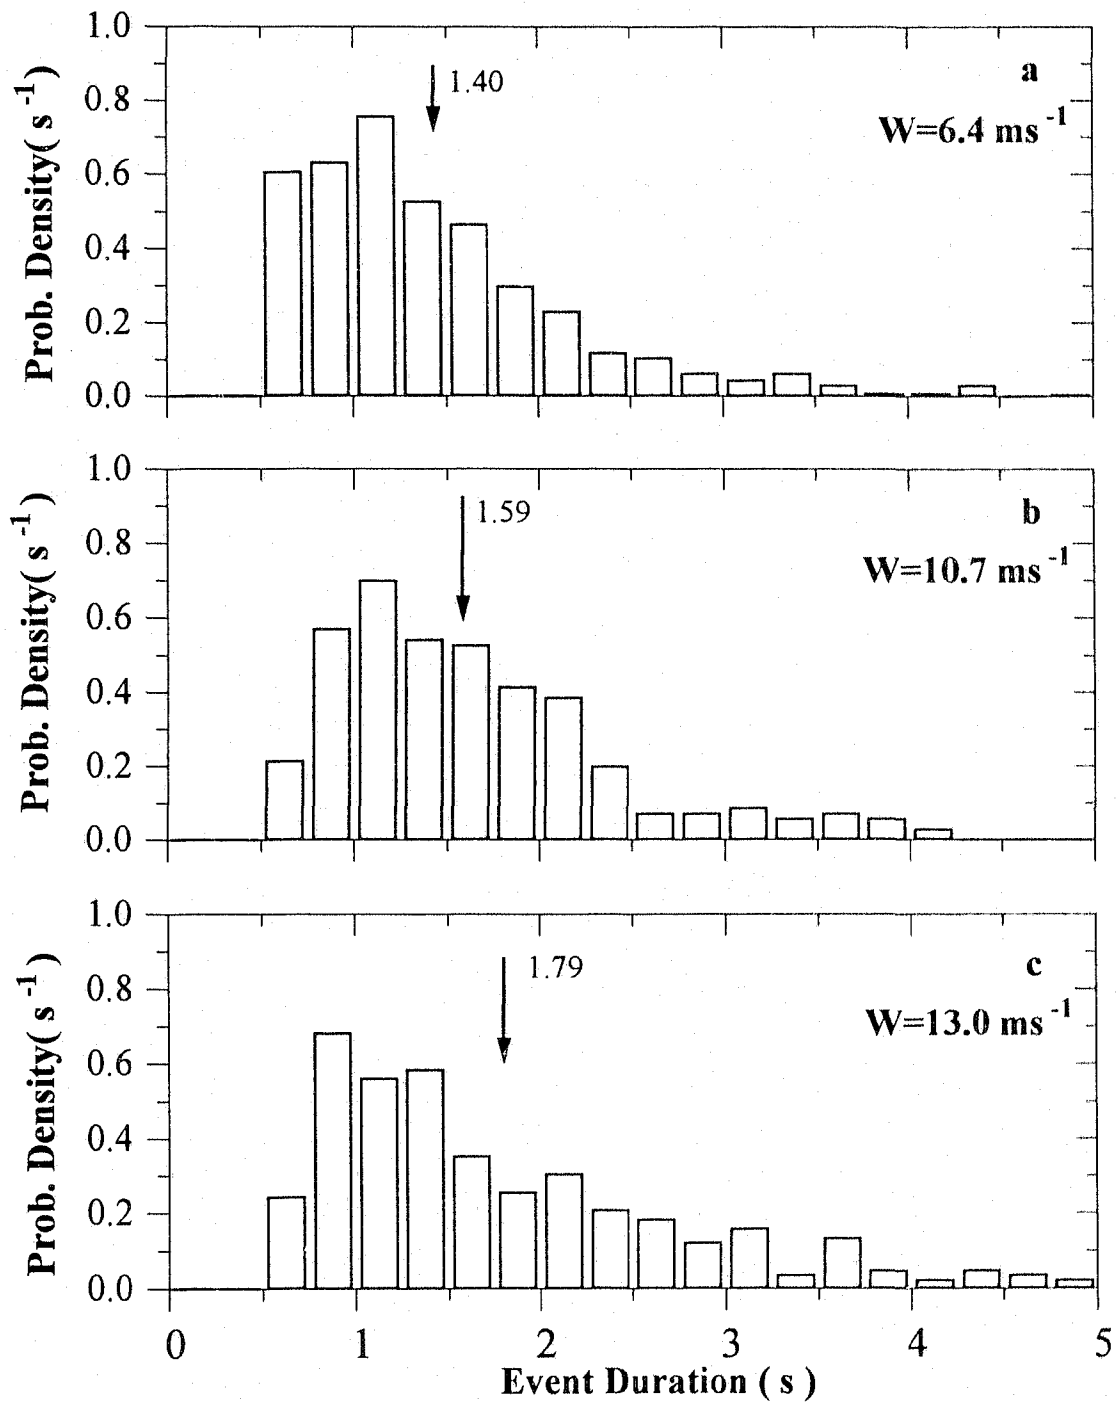 1.0
0.8
0.6
0.4
0.2
0.0
Prob. Density( s⁻¹)
1.40
a
W=6.4 ms⁻¹
1.0
0.8
0.6
0.4
0.2
0.0
Prob. Density( s⁻¹)
1.59
b
W=10.7 ms⁻¹
1.0
0.8
0.6
0.4
0.2
0.0
Prob. Density( s⁻¹)
1.79
c
W=13.0 ms⁻¹
0 1 2 3 4 5
Event Duration ( s )